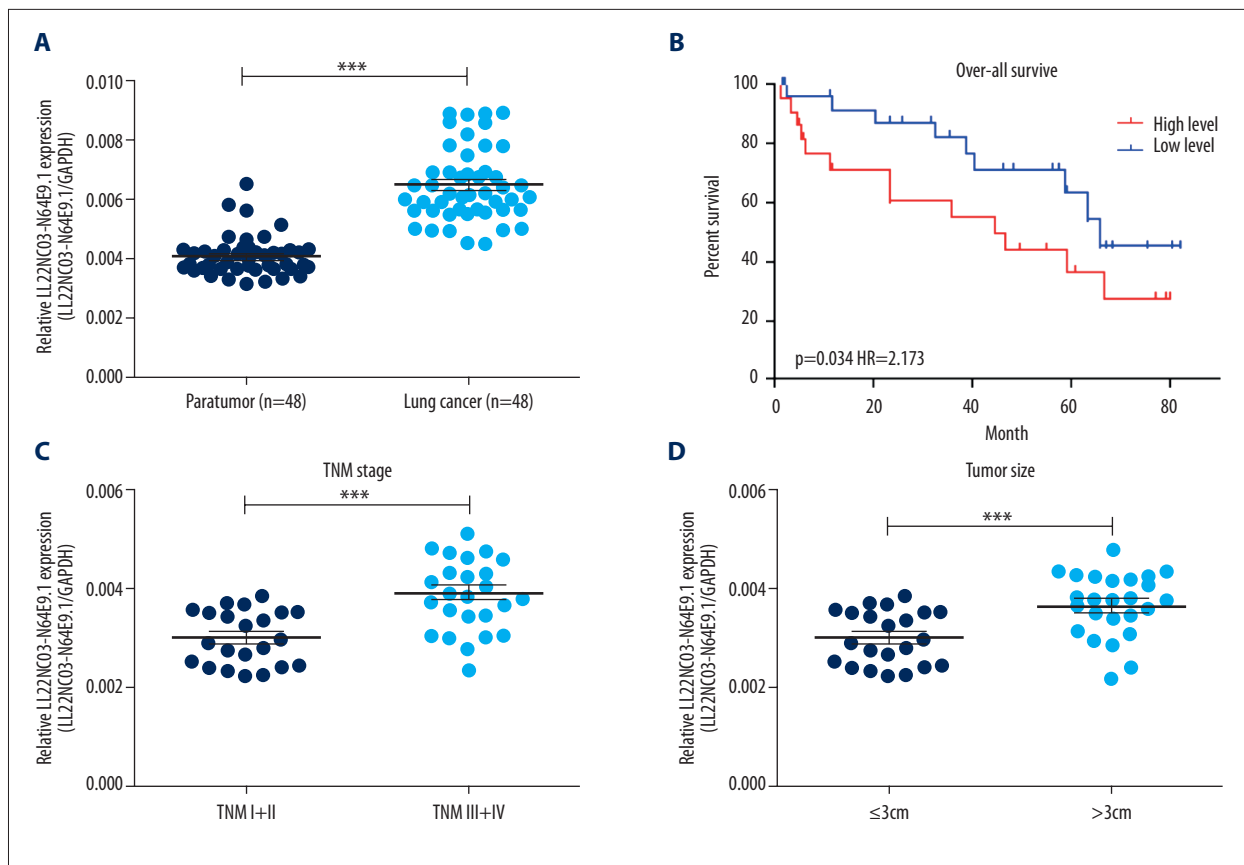 A
Relative LL22NC03-N64E9.1 expression
(LL22NC03-N64E9.1/GAPDH)
0.010
0.008
0.006
0.004
0.002
0.000
***
Paratumor (n=48)
Lung cancer (n=48)
B
Over-all survive
Percent survival
100
80
60
40
20
0
High level
Low level
p=0.034 HR=2.173
0
20
40
60
80
Month
C
TNM stage
Relative LL22NC03-N64E9.1 expression
(LL22NC03-N64E9.1/GAPDH)
0.006
0.004
0.002
0.000
***
TNM I+II
TNM III+IV
D
Tumor size
Relative LL22NC03-N64E9.1 expression
(LL22NC03-N64E9.1/GAPDH)
0.006
0.004
0.002
0.000
***
≤3cm
>3cm